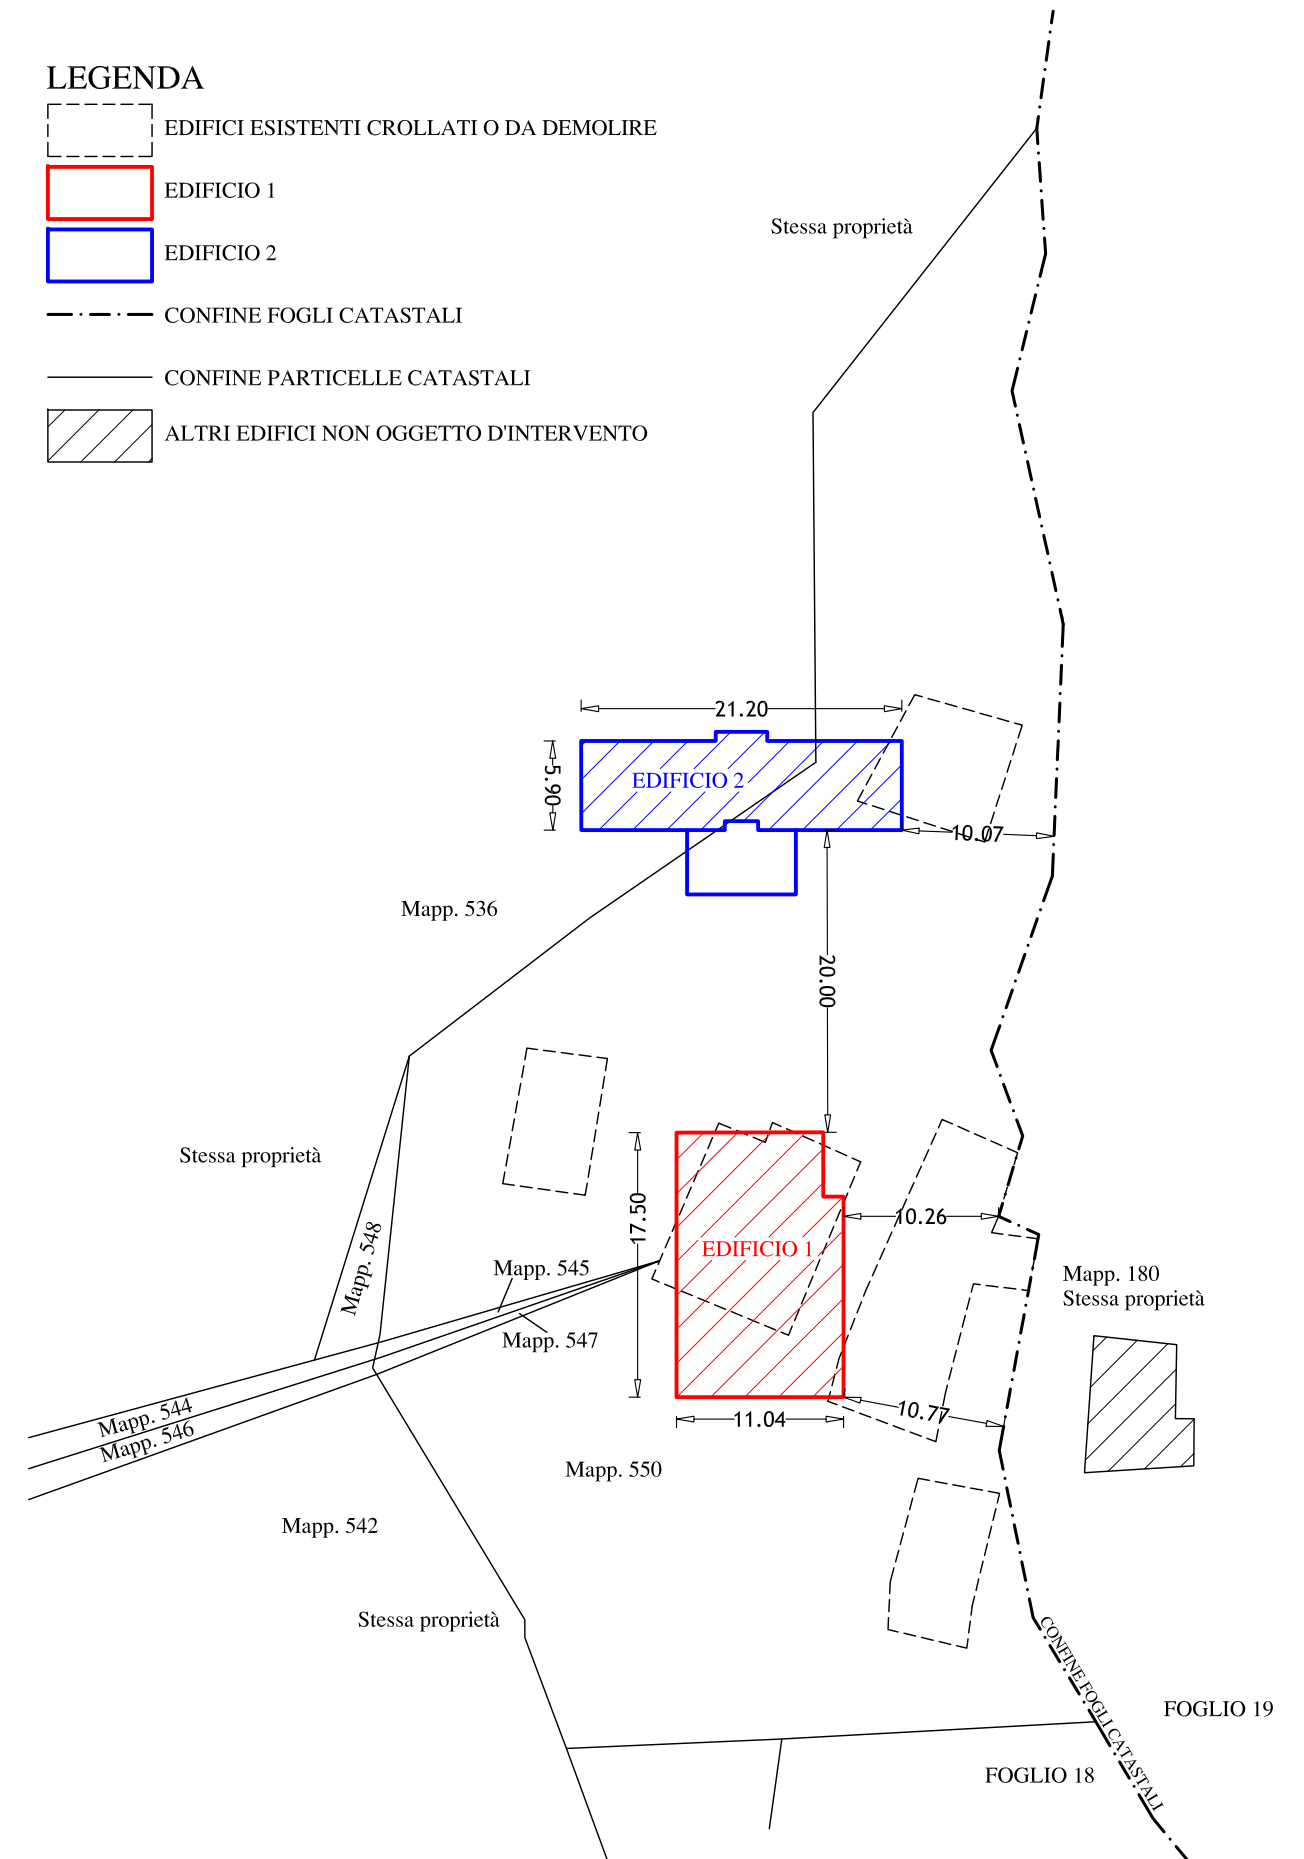 LEGENDA
EDIFICI ESISTENTI CROLLATI O DA DEMOLIRE
EDIFICIO 1
EDIFICIO 2
CONFINE FOGLI CATASTALI
CONFINE PARTICELLE CATASTALI
ALTRI EDIFICI NON OGGETTO D'INTERVENTO
Stessa proprietà
21.20
5.90
EDIFICIO 2
10.07
Mapp. 536
20.00
Stessa proprietà
Mapp. 548
17.50
10.26
EDIFICIO 1
Mapp. 545
Mapp. 180
Stessa proprietà
Mapp. 547
Mapp. 544
Mapp. 546
11.04
10.77
Mapp. 550
Mapp. 542
Stessa proprietà
CONFINE FOGLI CATASTALI
FOGLIO 19
FOGLIO 18